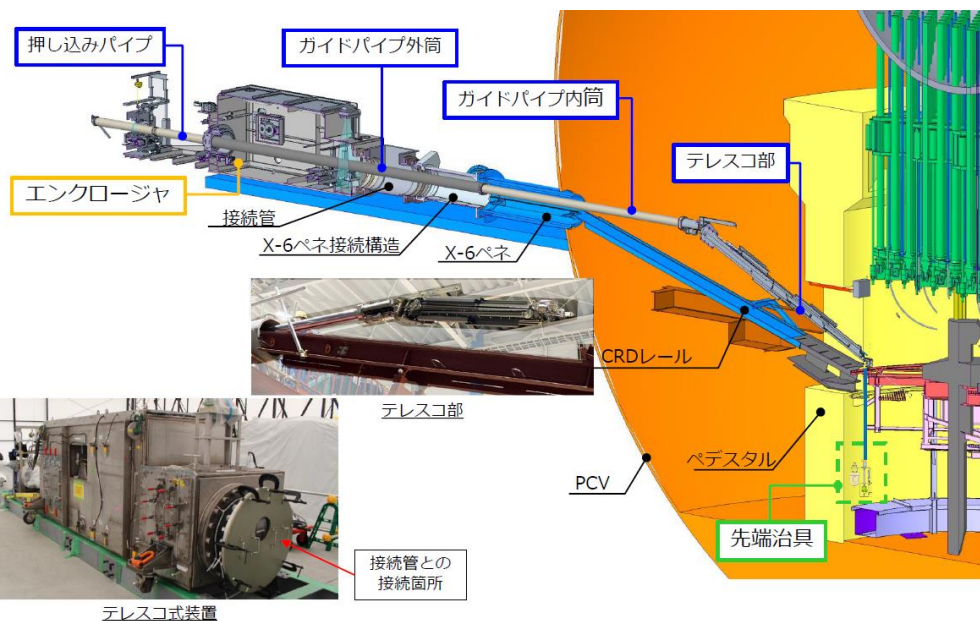 押し込みパイプ
ガイドパイプ外筒
ガイドパイプ内筒
テレスコ部
エンクロージャ
接続管
X-6ペネ接続構造
X-6ペネ
CRDレール
テレスコ部
ペデスタル
PCV
先端治具
接続管との
接続箇所
テレスコ式装置